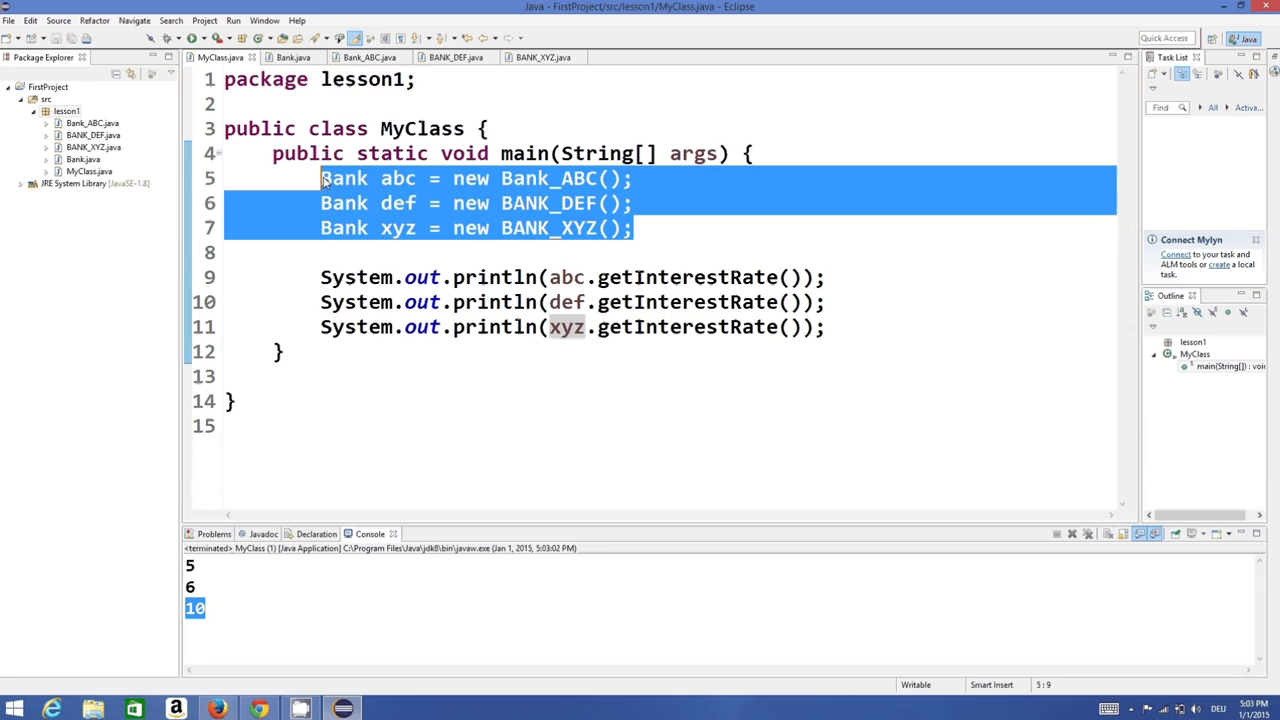 Java - FirstProject/src/lesson1/MyClass.java - Eclipse
File Edit Source Refactor Navigate Search Project Run Window Help
Quick Access Java
Package Explorer
MyClass.java Bank.java Bank_ABC.java BANK_DEF.java BANK_XYZ.java
Task List
FirstProject
src
lesson1
Bank_ABC.java
BANK_DEF.java
BANK_XYZ.java
Bank.java
MyClass.java
JRE System Library [JavaSE-1.8]
1 package lesson1;
2
3 public class MyClass {
4 public static void main(String[] args) {
5 Bank abc = new Bank_ABC();
6 Bank def = new BANK_DEF();
7 Bank xyz = new BANK_XYZ();
8
9 System.out.println(abc.getInterestRate());
10 System.out.println(def.getInterestRate());
11 System.out.println(xyz.getInterestRate());
12 }
13
14 }
15
Find All Activa...
Connect Mylyn
Connect to your task and
ALM tools or create a local
task.
Outline
lesson1
MyClass
main(String[]) : voi
Problems Javadoc Declaration Console
<terminated> MyClass (1) [Java Application] C:\Program Files\Java\jdk8\bin\javaw.exe (Jan 1, 2015, 5:03:02 PM)
5
6
10
Writable Smart Insert 5 : 9
DEU
5:03 PM
1/1/2015